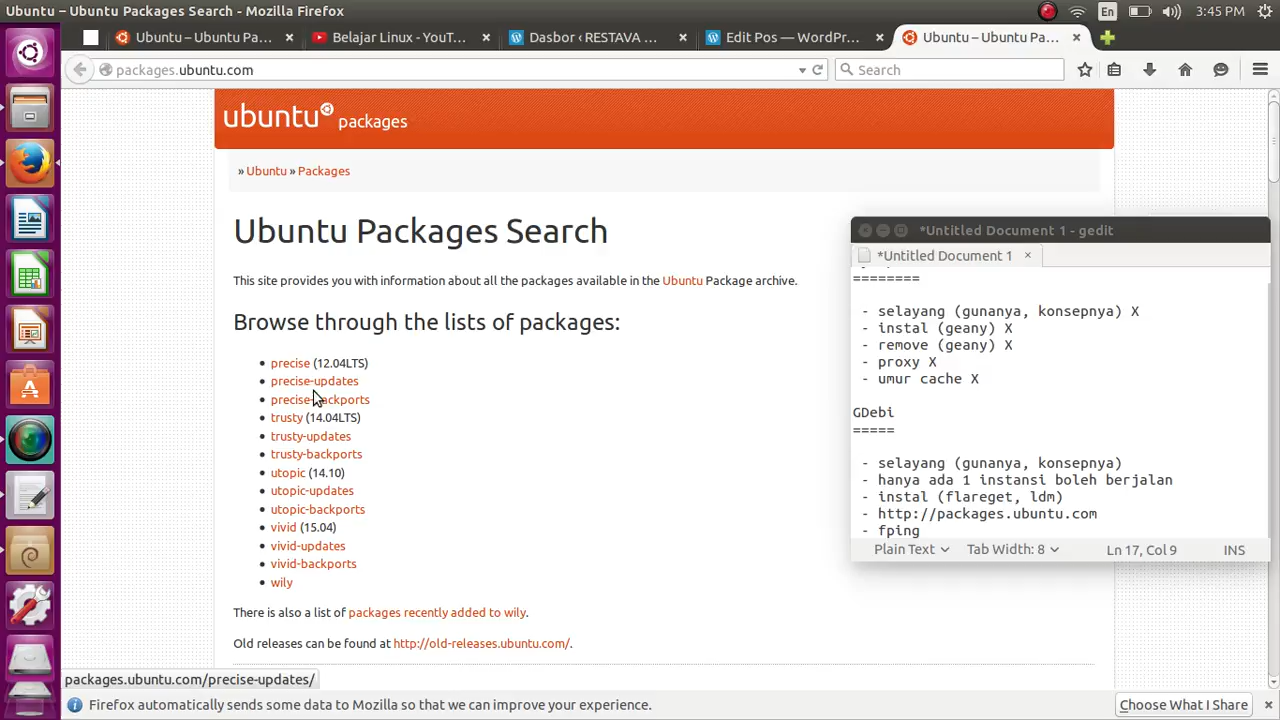 Ubuntu – Ubuntu Packages Search - Mozilla Firefox
En
3:45 PM
Ubuntu – Ubuntu Pa...
Belajar Linux - YouT...
Dasbor ‹ RESTAVA ...
Edit Pos — WordPr...
Ubuntu – Ubuntu Pa...
packages.ubuntu.com
Search
ubuntu packages
» Ubuntu » Packages
Ubuntu Packages Search
This site provides you with information about all the packages available in the Ubuntu Package archive.
Browse through the lists of packages:
precise (12.04LTS)
precise-updates
precise-backports
trusty (14.04LTS)
trusty-updates
trusty-backports
utopic (14.10)
utopic-updates
utopic-backports
vivid (15.04)
vivid-updates
vivid-backports
wily
There is also a list of packages recently added to wily.
Old releases can be found at http://old-releases.ubuntu.com/.
packages.ubuntu.com/precise-updates/
Firefox automatically sends some data to Mozilla so that we can improve your experience.
Choose What I Share
*Untitled Document 1 - gedit
*Untitled Document 1
========
- selayang (gunanya, konsepnya) X
- instal (geany) X
- remove (geany) X
- proxy X
- umur cache X
GDebi
=====
- selayang (gunanya, konsepnya)
- hanya ada 1 instansi boleh berjalan
- instal (flareget, ldm)
- http://packages.ubuntu.com
- fping
Plain Text
Tab Width: 8
Ln 17, Col 9
INS